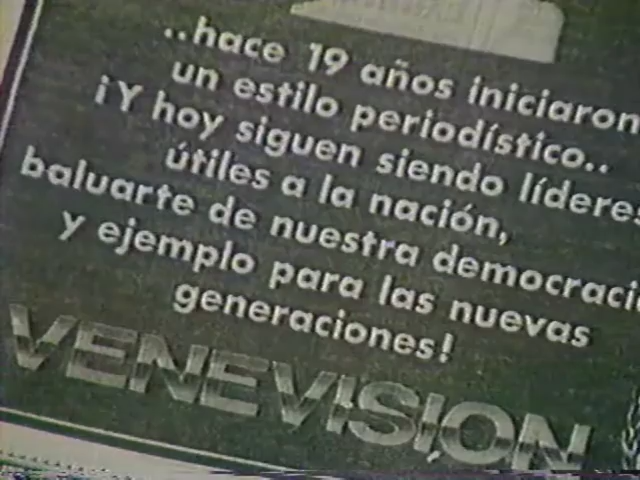 ..hace 19 años iniciaron
un estilo periodístico..
¡Y hoy siguen siendo líderes
útiles a la nación,
baluarte de nuestra democraci
y ejemplo para las nuevas
generaciones!
VENEVISIÓN